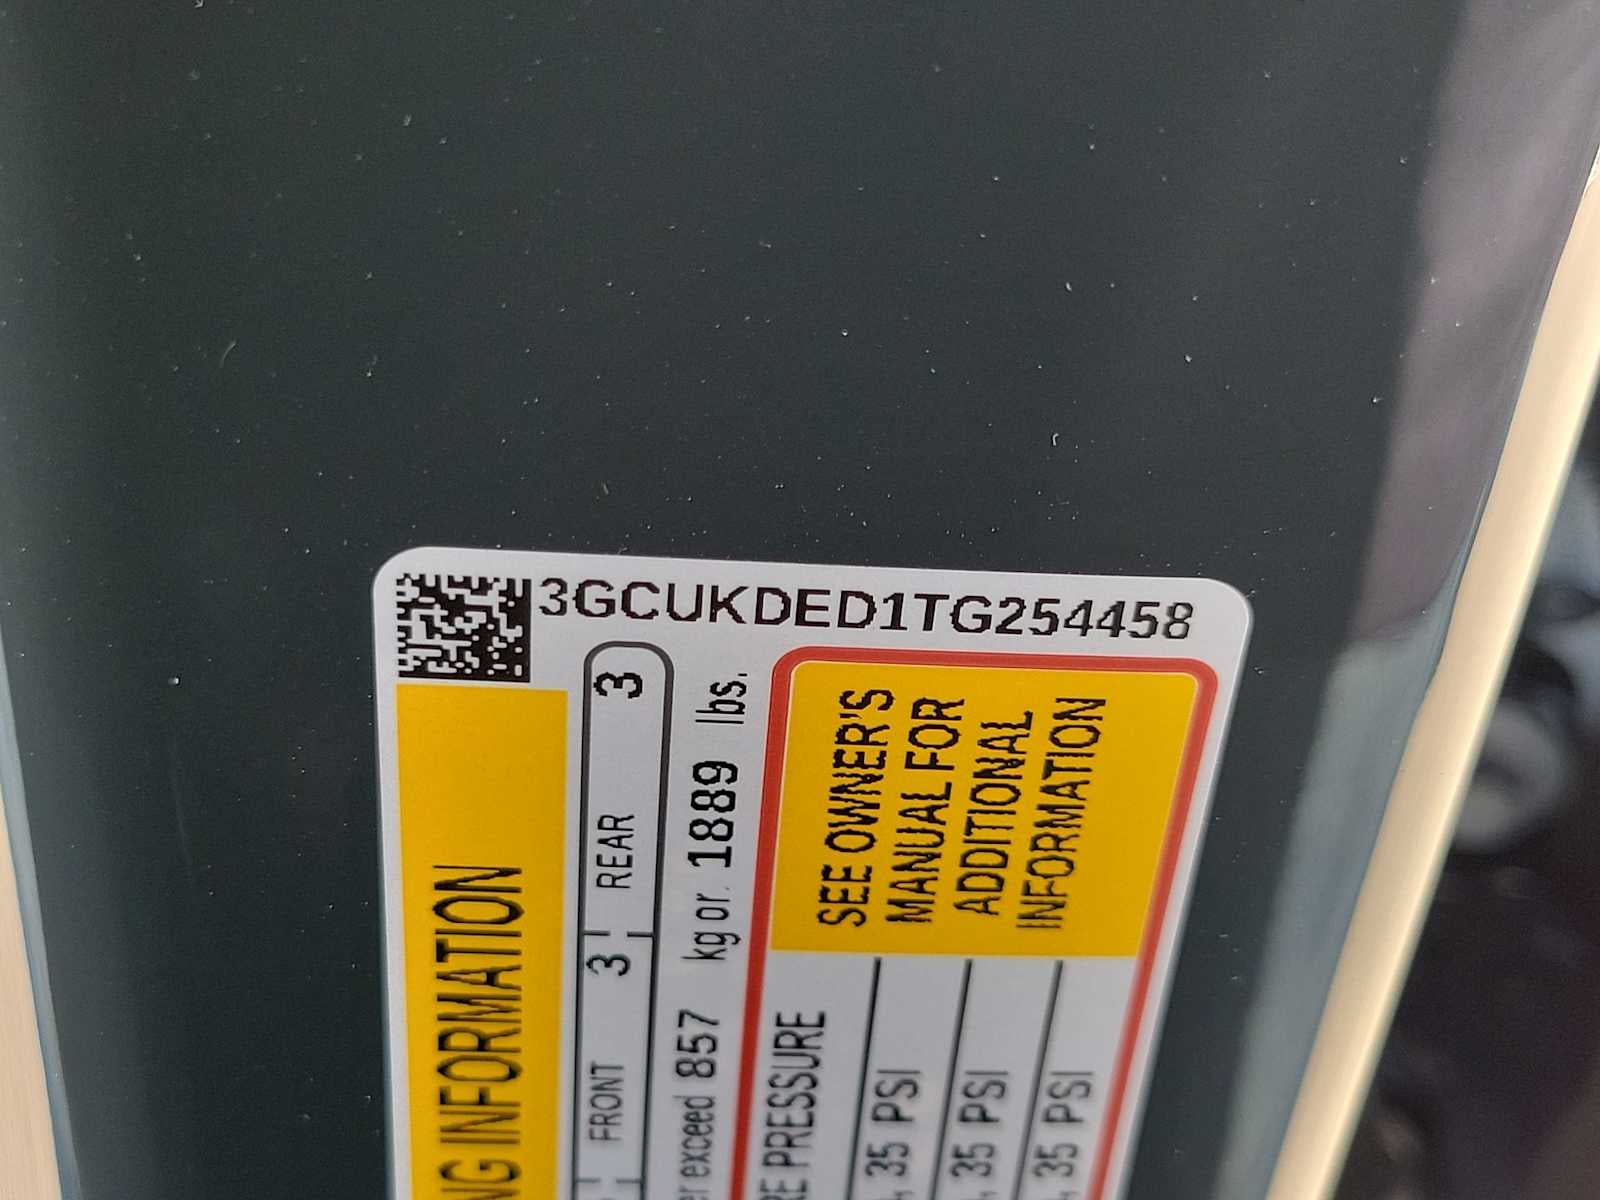 3GCUKDED1TG254458
NG INFORMATION
FRONT 3 REAR 3
er exceed 857 kg or 1889 lbs.
RE PRESSURE
, 35 PSI
, 35 PSI
, 35 PSI
SEE OWNER'S
MANUAL FOR
ADDITIONAL
INFORMATION